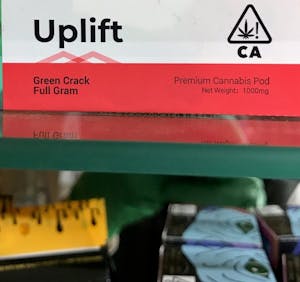 Uplift
CA
Green Crack
Full Gram
Premium Cannabis Pod
Net Weight: 1000mg